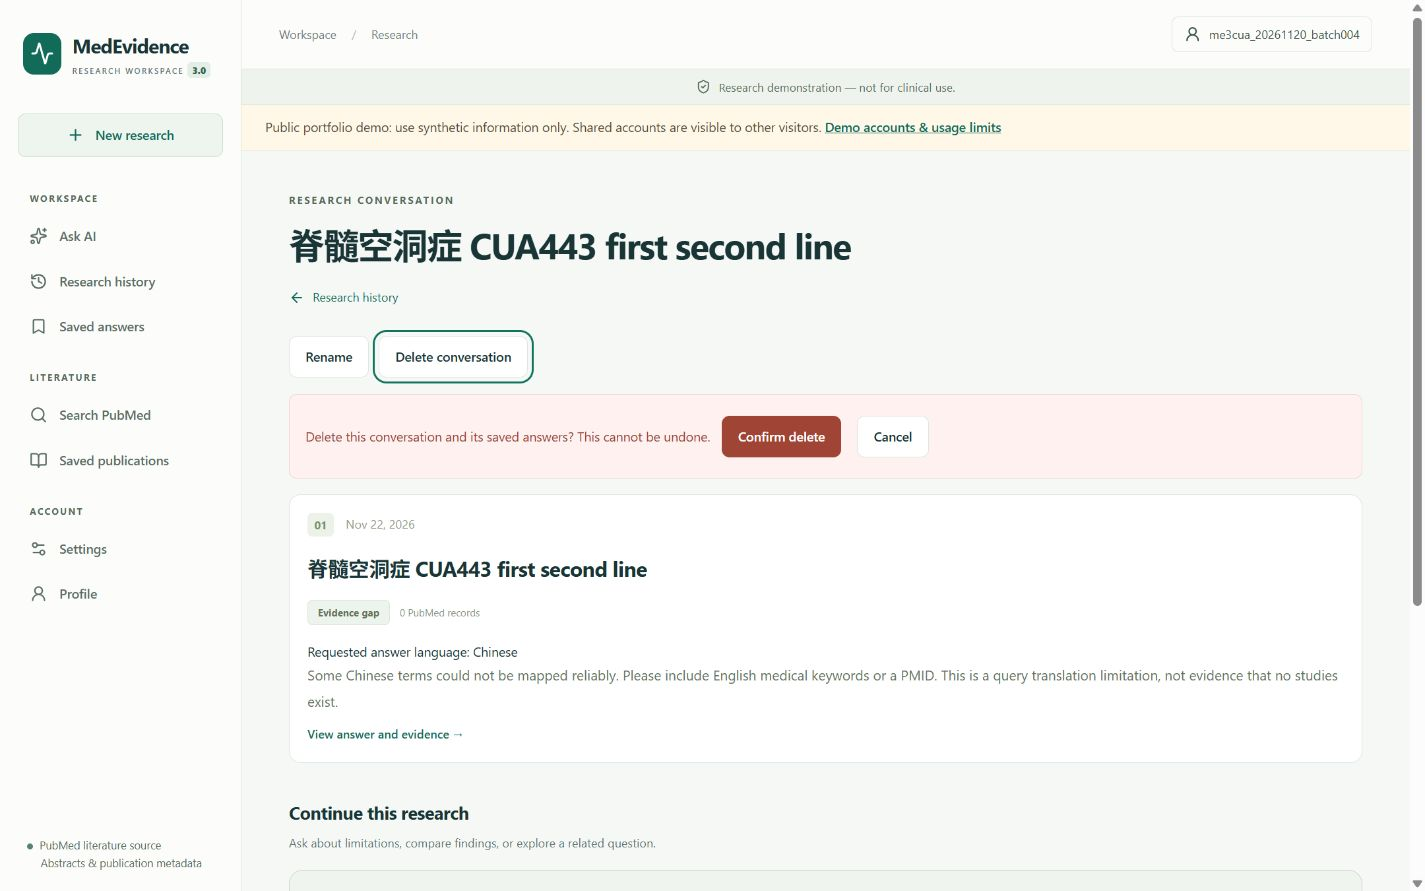 MedEvidence
RESEARCH WORKSPACE 3.0
New research
WORKSPACE
Ask AI
Research history
Saved answers
LITERATURE
Search PubMed
Saved publications
ACCOUNT
Settings
Profile
PubMed literature source
Abstracts & publication metadata
Workspace / Research
me3cua_20261120_batch004
Research demonstration — not for clinical use.
Public portfolio demo: use synthetic information only. Shared accounts are visible to other visitors. Demo accounts & usage limits
RESEARCH CONVERSATION
脊髓空洞症 CUA443 first second line
← Research history
Rename
Delete conversation
Delete this conversation and its saved answers? This cannot be undone.
Confirm delete
Cancel
01 Nov 22, 2026
脊髓空洞症 CUA443 first second line
Evidence gap 0 PubMed records
Requested answer language: Chinese
Some Chinese terms could not be mapped reliably. Please include English medical keywords or a PMID. This is a query translation limitation, not evidence that no studies
exist.
View answer and evidence →
Continue this research
Ask about limitations, compare findings, or explore a related question.